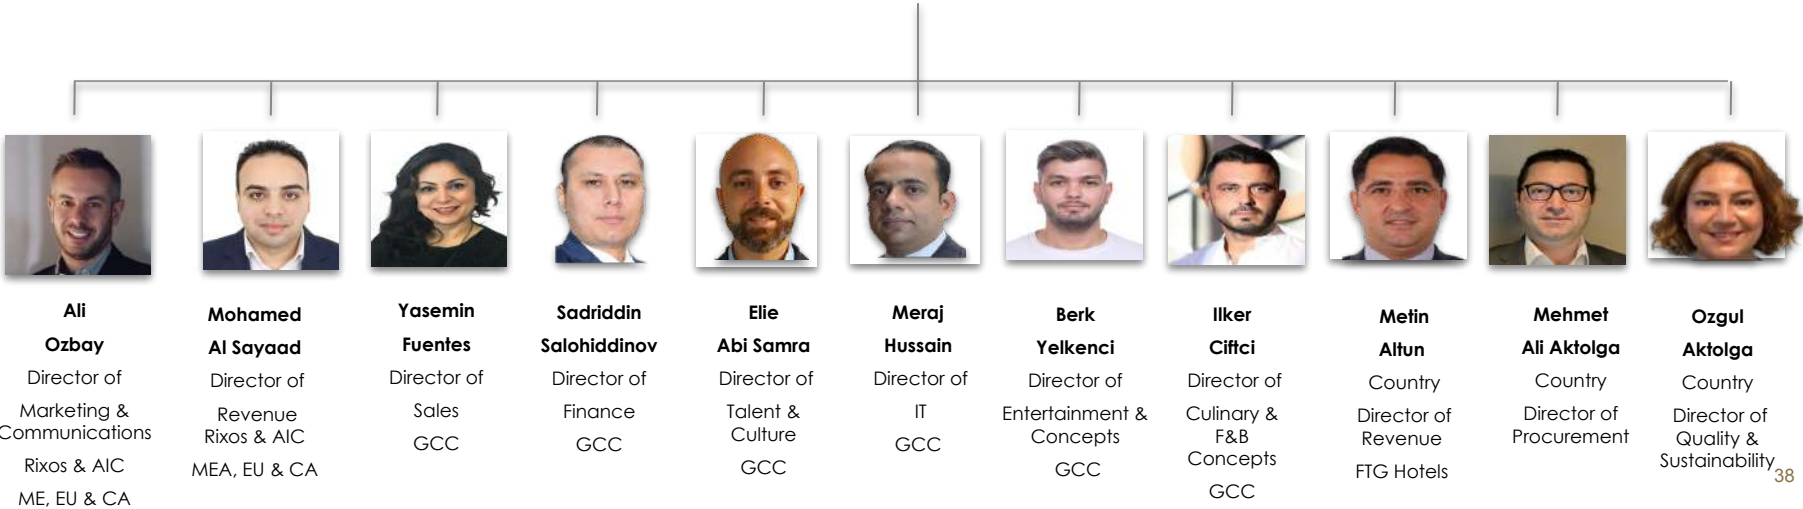 Ali
Ozbay
Director of
Marketing &
Communications
Rixos & AIC
ME, EU & CA
Mohamed
Al Sayaad
Director of
Revenue
Rixos & AIC
MEA, EU & CA
Yasemin
Fuentes
Director of
Sales
GCC
Sadriddin
Salohiddinov
Director of
Finance
GCC
Elie
Abi Samra
Director of
Talent &
Culture
GCC
Meraj
Hussain
Director of
IT
GCC
Berk
Yelkenci
Director of
Entertainment &
Concepts
GCC
Ilker
Ciftci
Director of
Culinary &
F&B
Concepts
GCC
Metin
Altun
Country
Director of
Revenue
FTG Hotels
Mehmet
Ali Aktolga
Country
Director of
Procurement
Ozgul
Aktolga
Country
Director of
Quality &
Sustainability
38